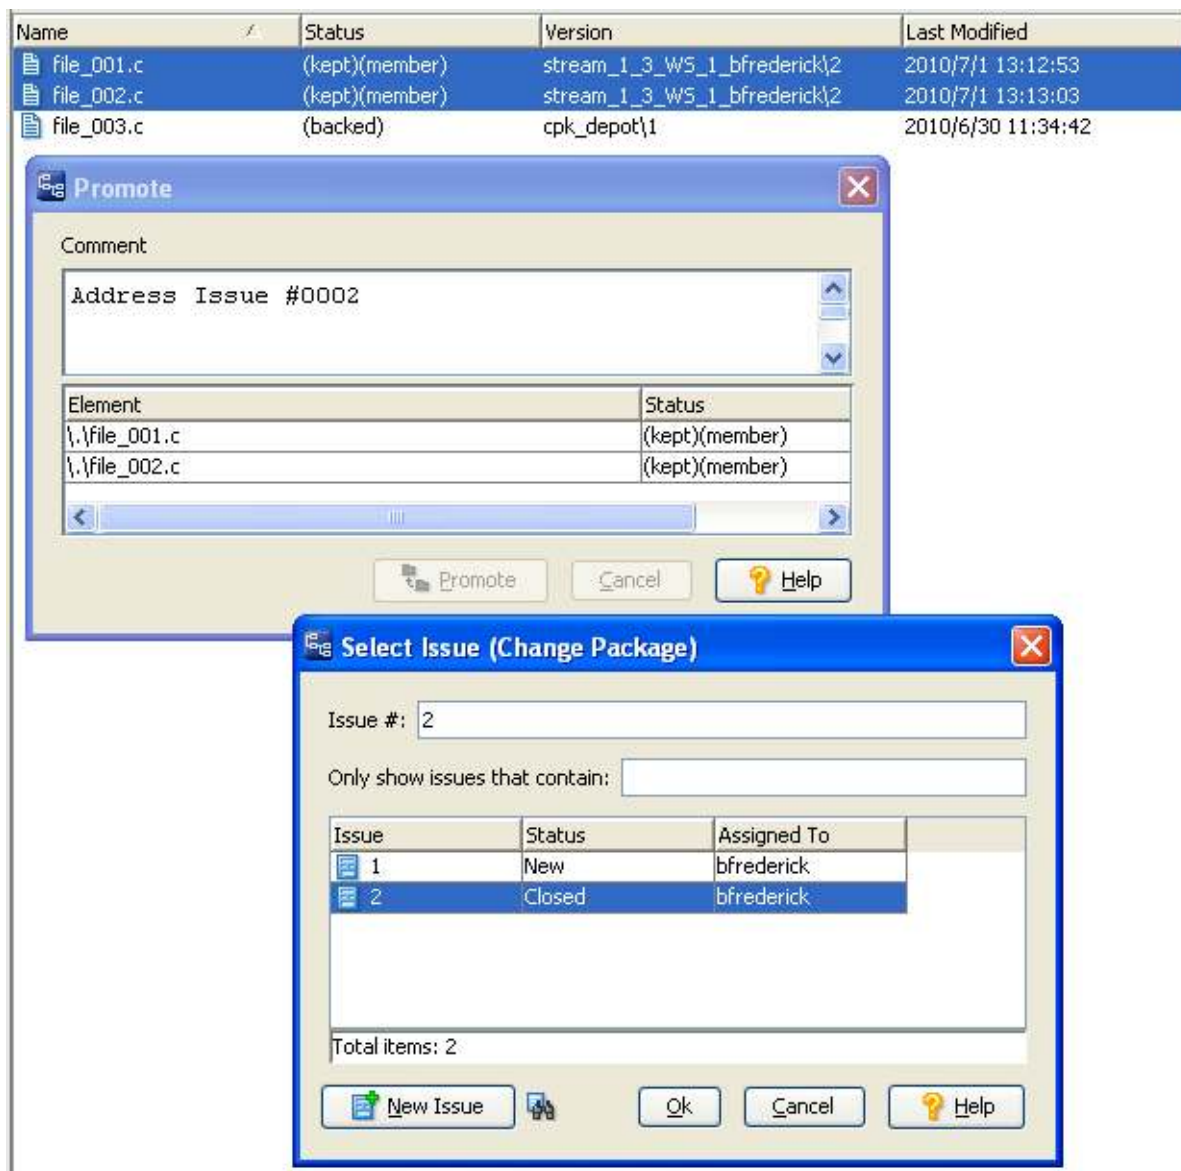 Name Status Version Last Modified
file_001.c (kept)(member) stream_1_3_WS_1_bfrederick\2 2010/7/1 13:12:53
file_002.c (kept)(member) stream_1_3_WS_1_bfrederick\2 2010/7/1 13:13:03
file_003.c (backed) cpk_depot\1 2010/6/30 11:34:42
Promote
Comment
Address Issue #0002
Element Status
\.\file_001.c (kept)(member)
\.\file_002.c (kept)(member)
Promote Cancel Help
Select Issue (Change Package)
Issue #: 2
Only show issues that contain:
Issue Status Assigned To
1 New bfrederick
2 Closed bfrederick
Total items: 2
New Issue Ok Cancel Help